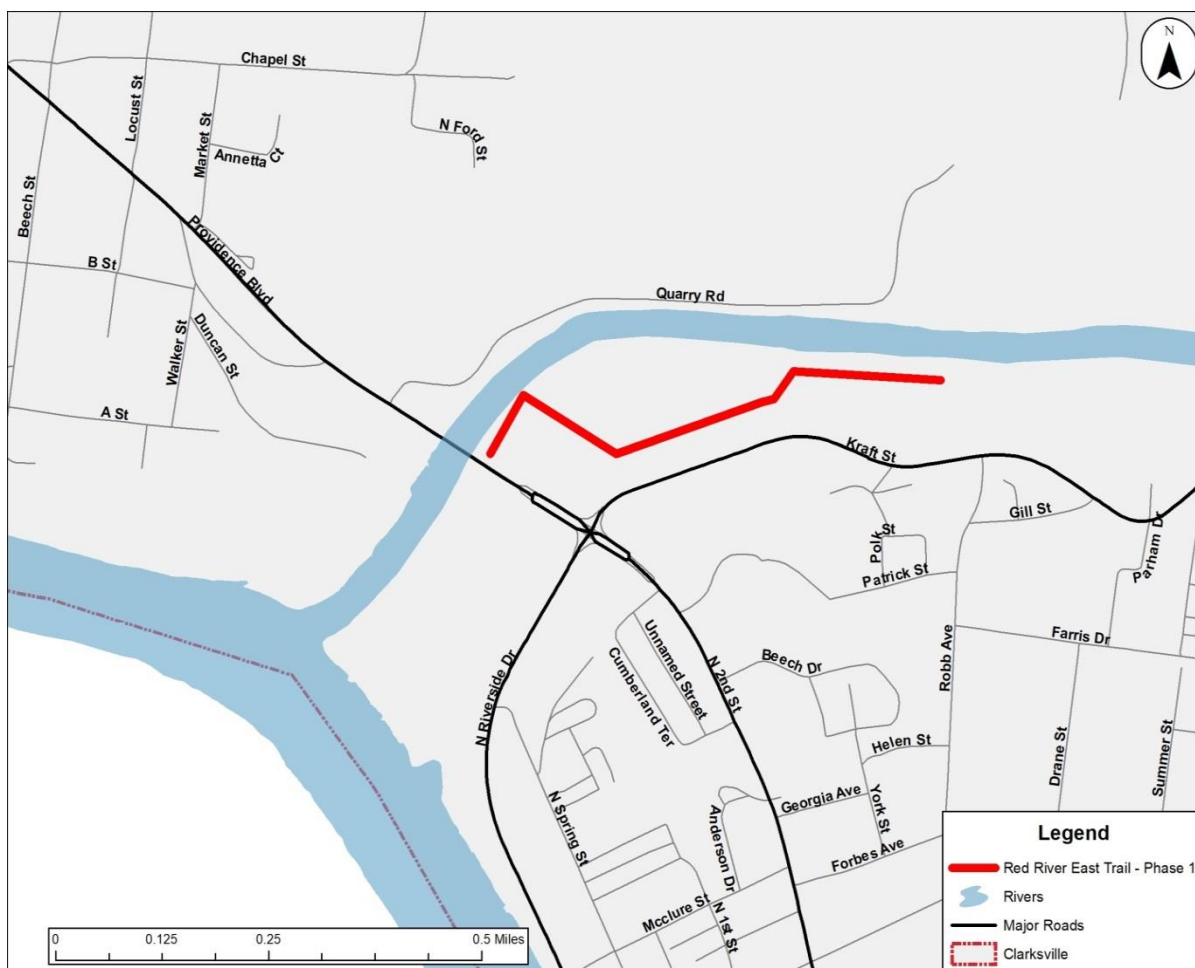 N
Chapel St
Locust St
Market St
N Ford St
Annetta Ct
Beech St
Providence Blvd
B St
Quarry Rd
Walker St
Duncan St
A St
Kraft St
Gill St
Polk St
Parham Dr
Patrick St
Unnamed Street
Farris Dr
Robb Ave
Beech Dr
N 2nd St
Cumberland Ter
N Riverside Dr
Helen St
Drane St
Summer St
Georgia Ave
York St
N Spring St
Anderson Dr
Forbes Ave
Mcclure St
N 1st St
Legend
Red River East Trail - Phase 1
Rivers
Major Roads
Clarksville
0 0.125 0.25 0.5 Miles